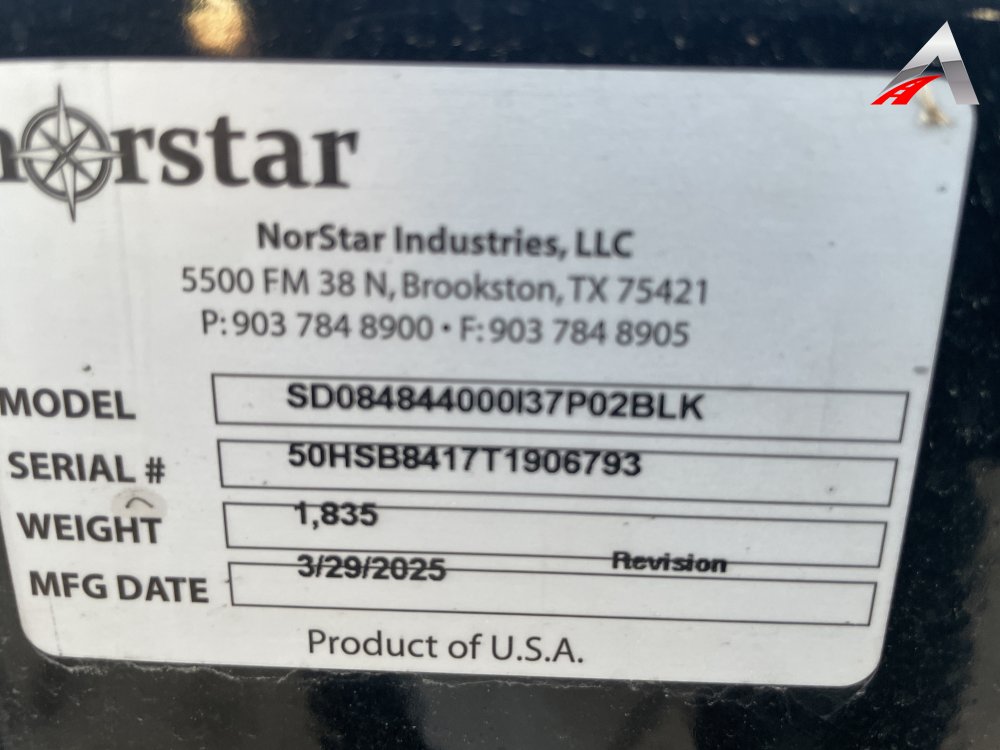 norstar
NorStar Industries, LLC
5500 FM 38 N, Brookston, TX 75421
P: 903 784 8900 • F: 903 784 8905
MODEL SD084844000I37P02BLK
SERIAL # 50HSB8417T1906793
WEIGHT 1,835
MFG DATE 3/29/2025 Revision
Product of U.S.A.